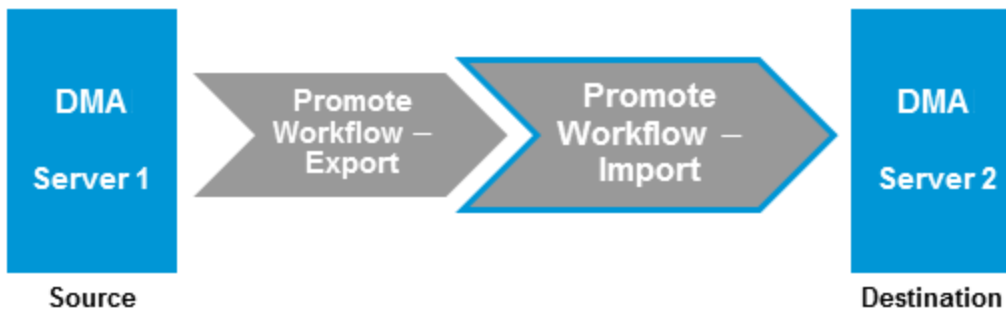 DMA
Server 1
Source
Promote
Workflow –
Export
Promote
Workflow –
Import
DMA
Server 2
Destination